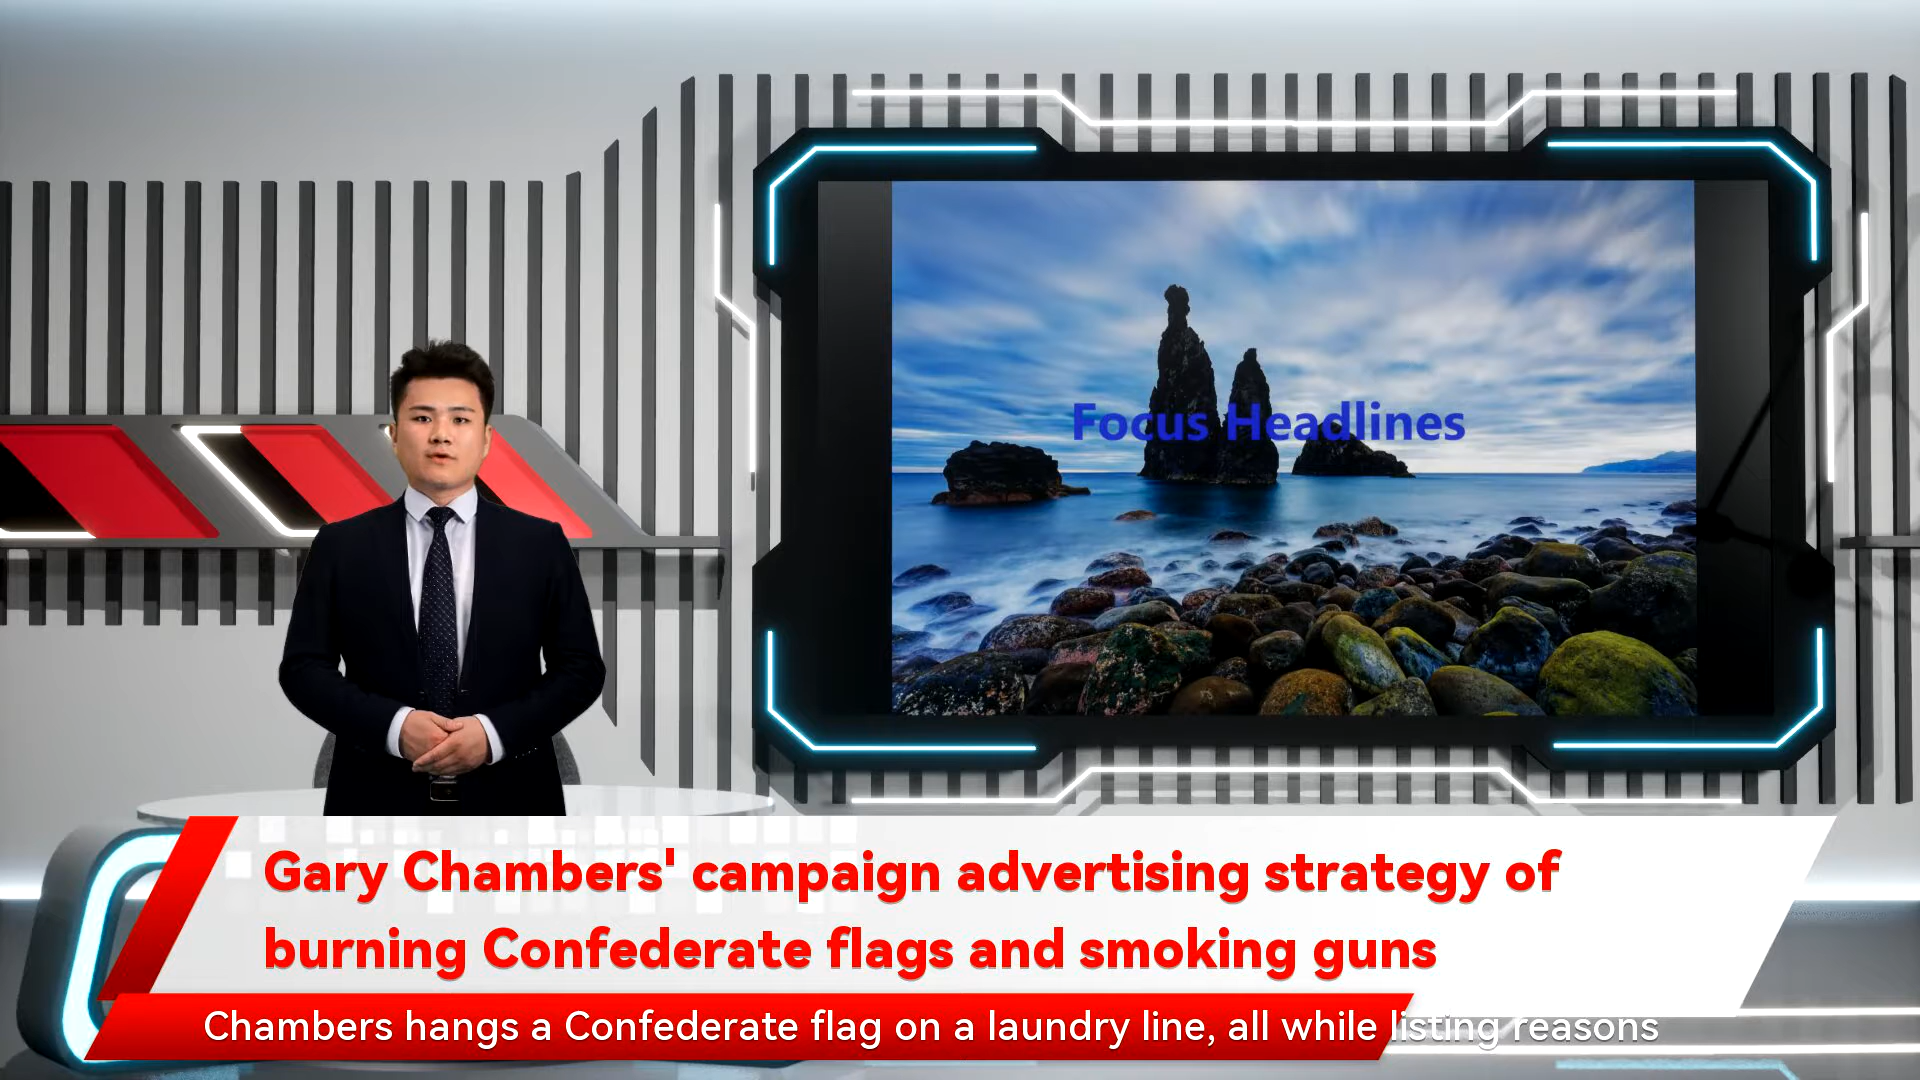 Focus Headlines
Gary Chambers' campaign advertising strategy of
burning Confederate flags and smoking guns
Chambers hangs a Confederate flag on a laundry line, all while listing reasons